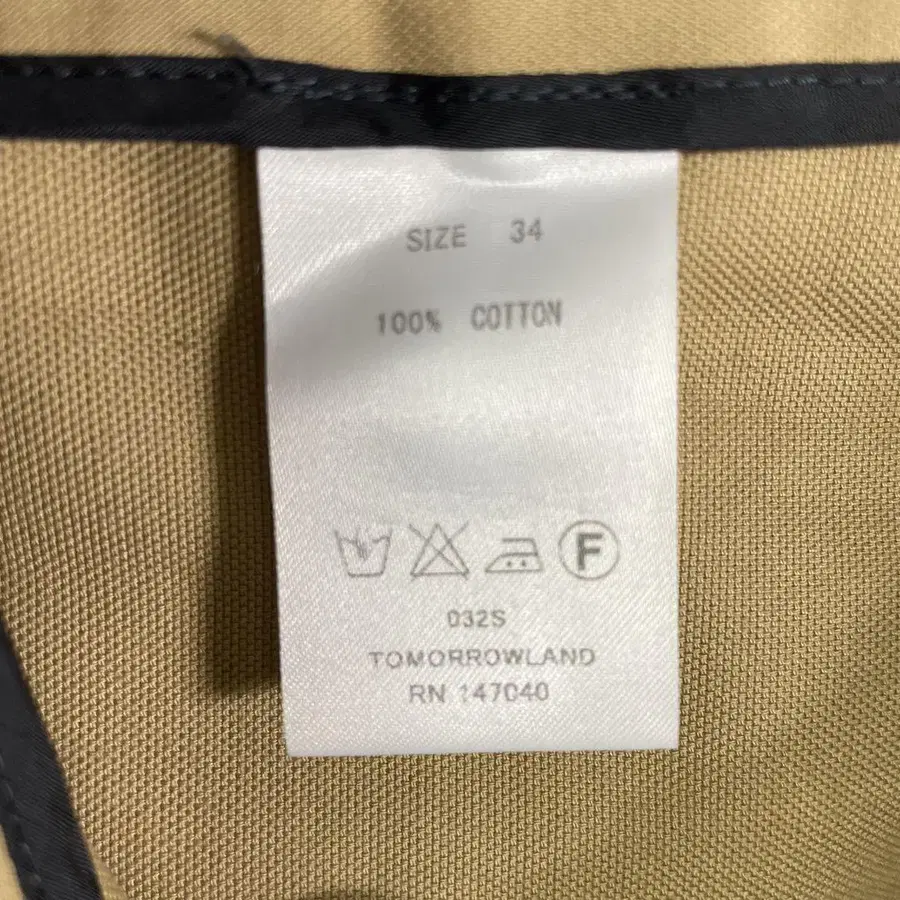 SIZE 34
100% COTTON
F
032S
TOMORROWLAND
RN 147040